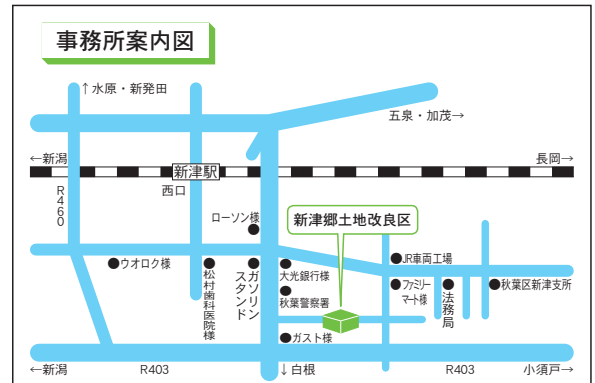 事務所案内図
↑水原・新発田
五泉・加茂→
←新潟
新津駅
長岡→
R460
西口
ローソン様
新津郷土地改良区
ウオロク様
松村歯科医院様
ガソリン
スタンド
大光銀行様
秋葉警察署
JR車両工場
ファミリー
マート様
法務局
秋葉区新津支所
ガスト様
←新潟
R403
↓白根
R403
小須戸→